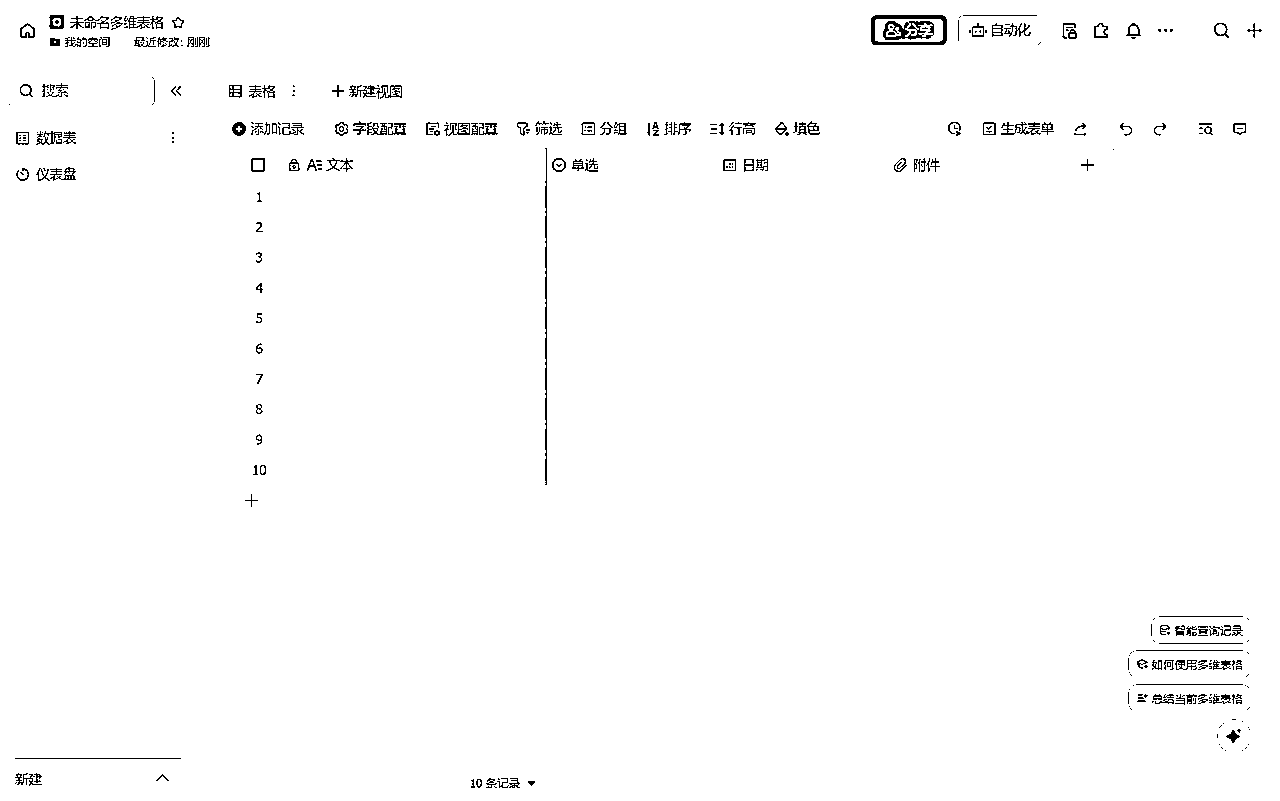 未命名多维表格
我的空间 最近修改: 刚刚
分享 自动化
搜索
表格 新建视图
添加记录 字段配置 视图配置 筛选 分组 排序 行高 填色 生成表单
数据表
仪表盘
文本 单选 日期 附件
1
2
3
4
5
6
7
8
9
10
智能查询记录
如何使用多维表格
总结当前多维表格
新建
10 条记录